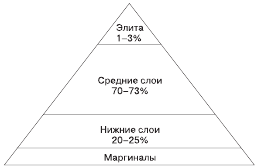 Элита
1–3%
Средние слои
70–73%
Нижние слои
20–25%
Маргиналы